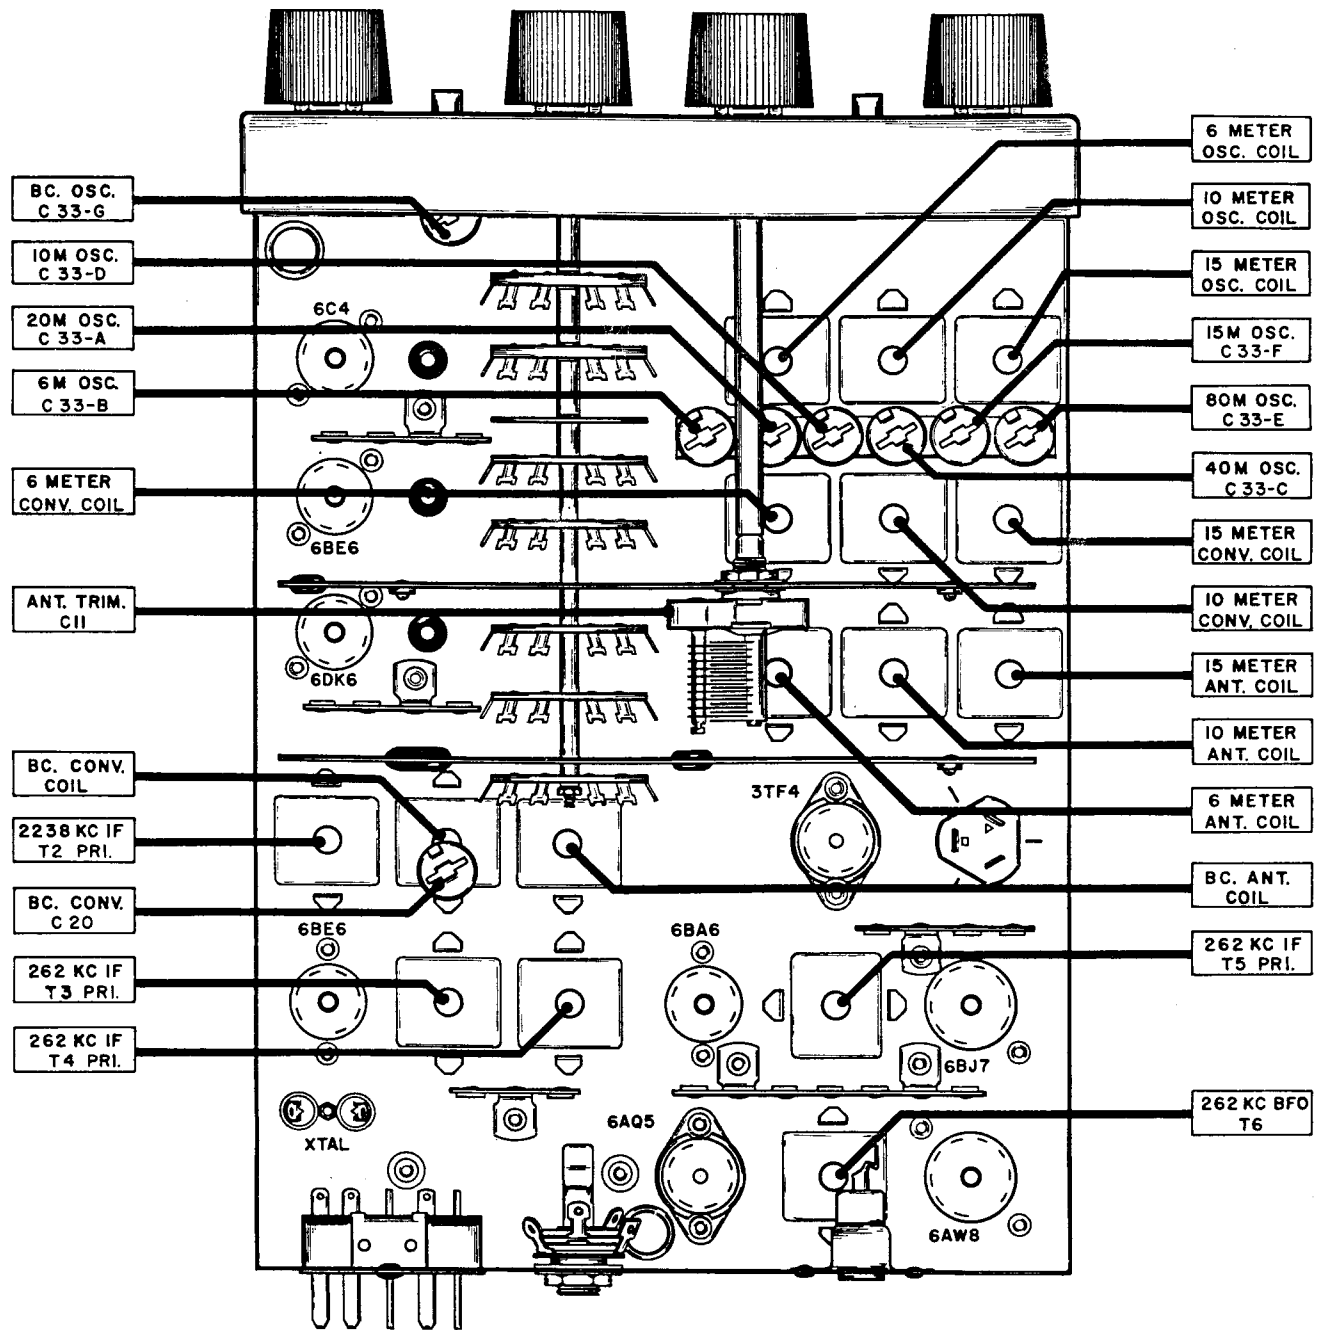 BC. OSC.
C 33-G
10M OSC.
C 33-D
20M OSC.
C 33-A
6M OSC.
C 33-B
6 METER
CONV. COIL
ANT. TRIM.
C11
BC. CONV.
COIL
2238 KC IF
T2 PRI.
BC. CONV.
C 20
262 KC IF
T3 PRI.
262 KC IF
T4 PRI.
6C4
6BE6
6DK6
6BE6
XTAL
3TF4
6BA6
6BJ7
6AQ5
6AW8
6 METER
OSC. COIL
10 METER
OSC. COIL
15 METER
OSC. COIL
15M OSC.
C 33-F
80M OSC.
C 33-E
40M OSC.
C 33-C
15 METER
CONV. COIL
10 METER
CONV. COIL
15 METER
ANT. COIL
10 METER
ANT. COIL
6 METER
ANT. COIL
BC. ANT.
COIL
262 KC IF
T5 PRI.
262 KC BFO
T6